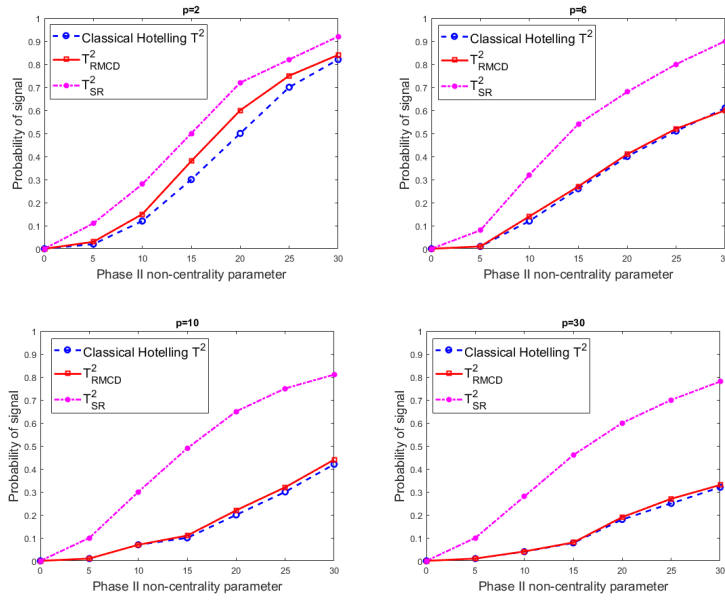 p=2
Probability of signal
1
0.9
0.8
0.7
0.6
0.5
0.4
0.3
0.2
0.1
0
Classical Hotelling T²
T²RMCD
T²SR
0 5 10 15 20 25 30
Phase II non-centrality parameter
p=6
Probability of signal
1
0.9
0.8
0.7
0.6
0.5
0.4
0.3
0.2
0.1
0
Classical Hotelling T²
T²RMCD
T²SR
0 5 10 15 20 25 30
Phase II non-centrality parameter
p=10
Probability of signal
1
0.9
0.8
0.7
0.6
0.5
0.4
0.3
0.2
0.1
0
Classical Hotelling T²
T²RMCD
T²SR
0 5 10 15 20 25 30
Phase II non-centrality parameter
p=30
Probability of signal
1
0.9
0.8
0.7
0.6
0.5
0.4
0.3
0.2
0.1
0
Classical Hotelling T²
T²RMCD
T²SR
0 5 10 15 20 25 30
Phase II non-centrality parameter